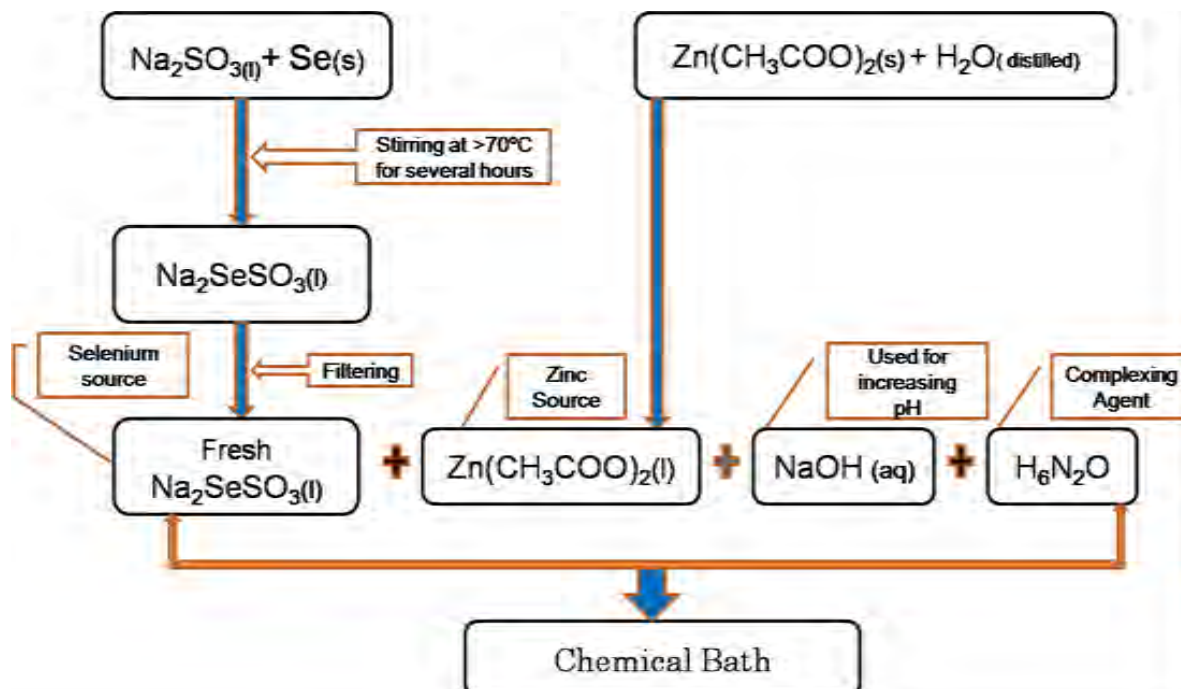 Na₂SO₃(l) + Se(s)
Zn(CH₃COO)₂(s) + H₂O( distilled)
Stirring at >70°C
for several hours
Na₂SeSO₃(l)
Selenium
source
Filtering
Zinc
Source
Used for
increasing
pH
Complexing
Agent
Fresh
Na₂SeSO₃(l)
+
Zn(CH₃COO)₂(l)
+
NaOH (aq)
+
H₆N₂O
Chemical Bath